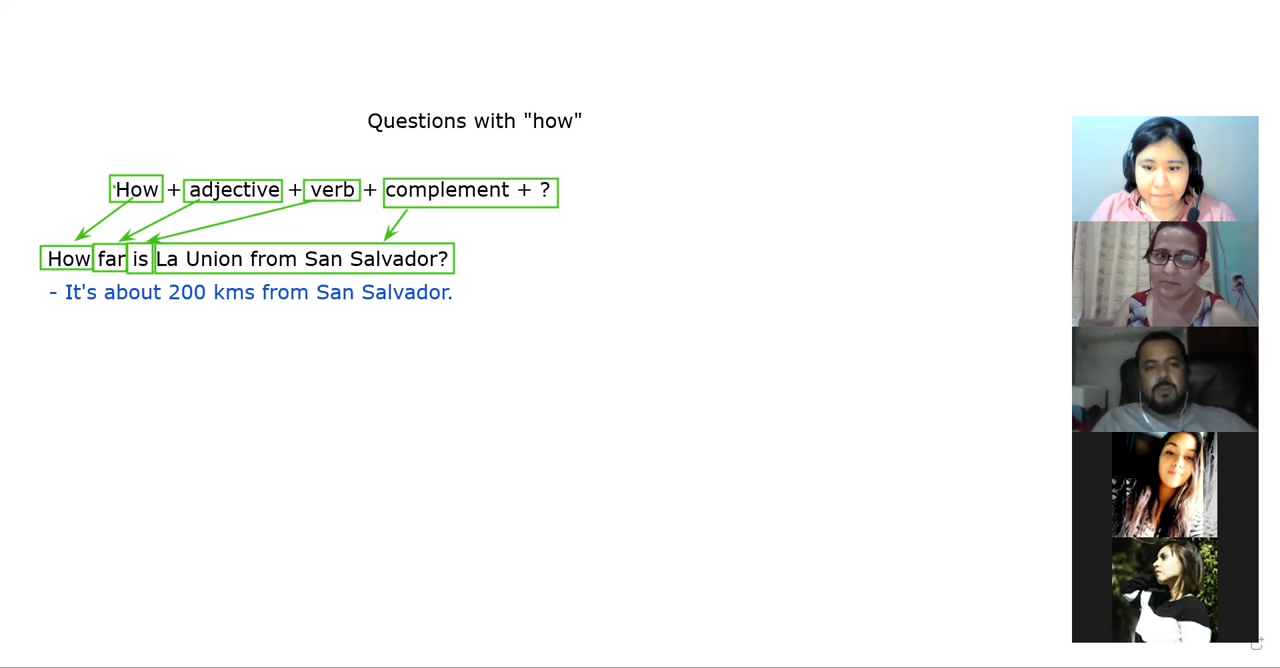 Questions with "how"
How + adjective + verb + complement + ?
How far is La Union from San Salvador?
- It's about 200 kms from San Salvador.